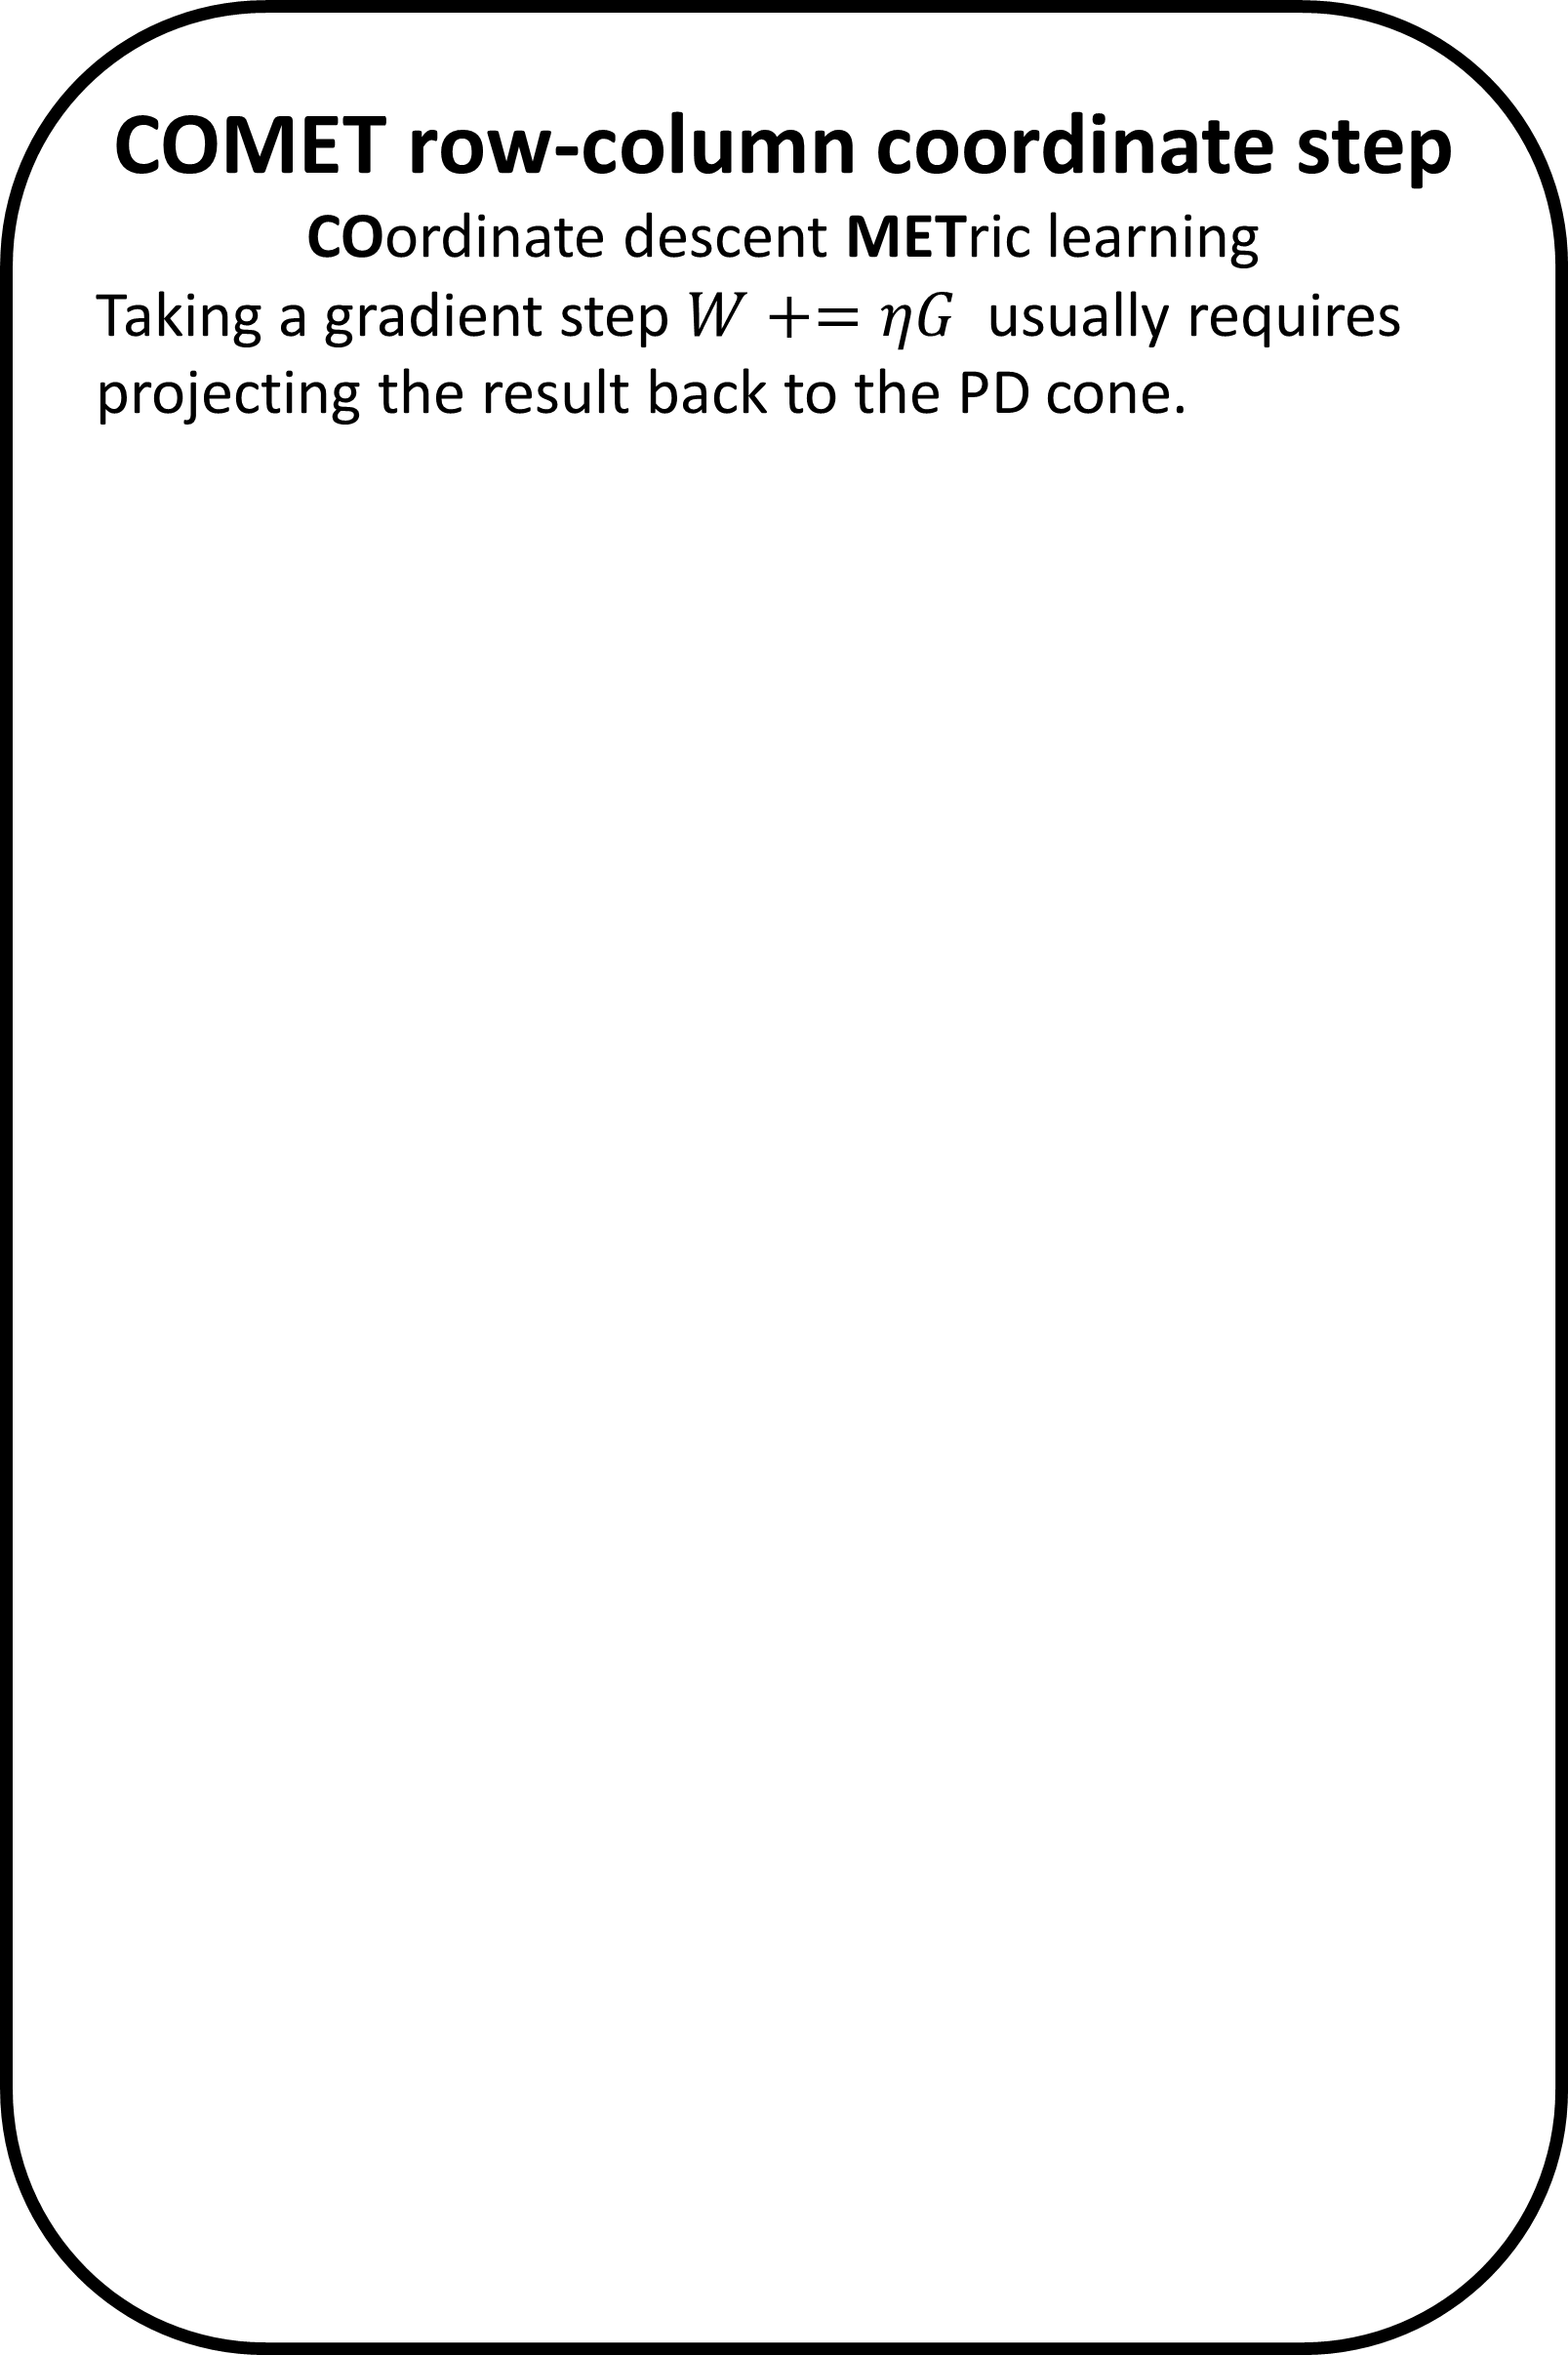 COMET row-column coordinate step
COordinate descent METric learning
Taking a gradient step W += ηG usually requires
projecting the result back to the PD cone.